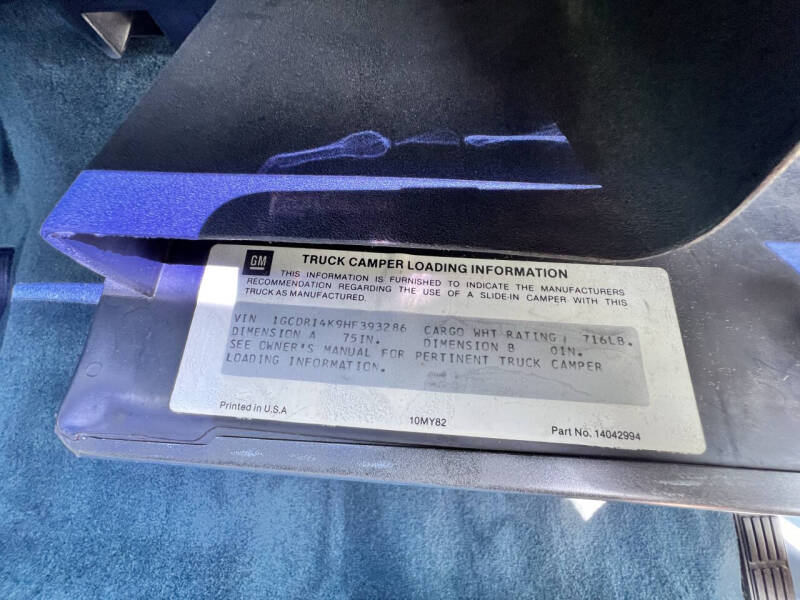 GM
TRUCK CAMPER LOADING INFORMATION
THIS INFORMATION IS FURNISHED TO INDICATE THE MANUFACTURERS
RECOMMENDATION REGARDING THE USE OF A SLIDE-IN CAMPER WITH THIS
TRUCK AS MANUFACTURED.
VIN 1GCDR14K9HF393286 CARGO WHT RATING 716LB.
DIMENSION A 75IN. DIMENSION B 0IN.
SEE OWNER'S MANUAL FOR PERTINENT TRUCK CAMPER
LOADING INFORMATION.
Printed in U.S.A 10MY82 Part No. 14042994